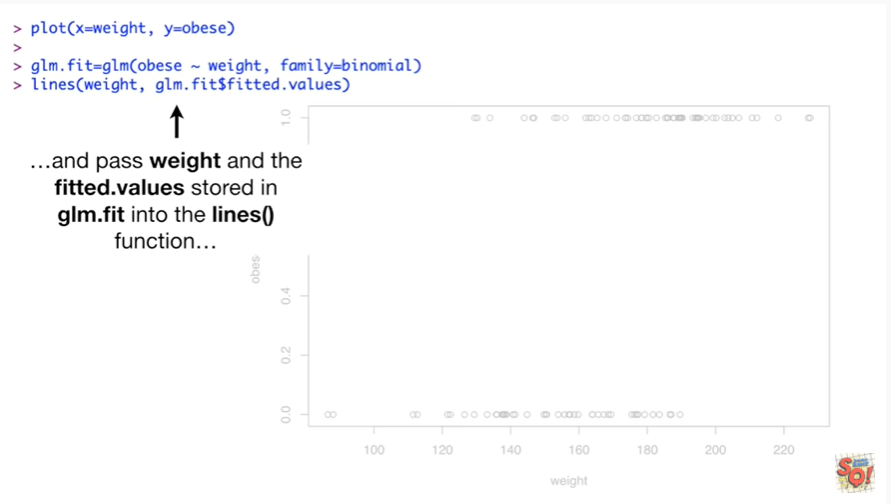 > plot(x=weight, y=obese)
>
> glm.fit=glm(obese ~ weight, family=binomial)
> lines(weight, glm.fit$fitted.values)
…and pass weight and the
fitted.values stored in
glm.fit into the lines()
function…
1.0
obes
0.4
0.2
0.0
100 120 140 160 180 200 220
weight
SQ!